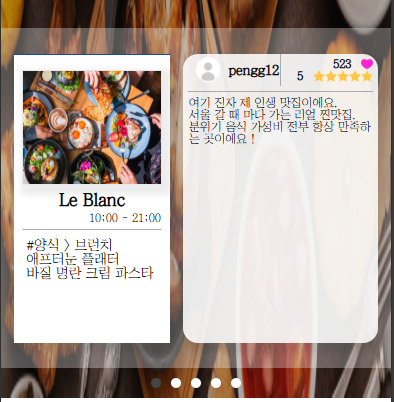 Le Blanc
10:00 - 21:00
#양식 > 브런치
애프터눈 플래터
바질 명란 크림 파스타
pengg12
523
5
여기 진자 제 인생 맛집이에요.
서울 갈 때 마다 가는 리얼 찐맛집.
분위기 음식 가성비 전부 항상 만족하
는 곳이에요 !